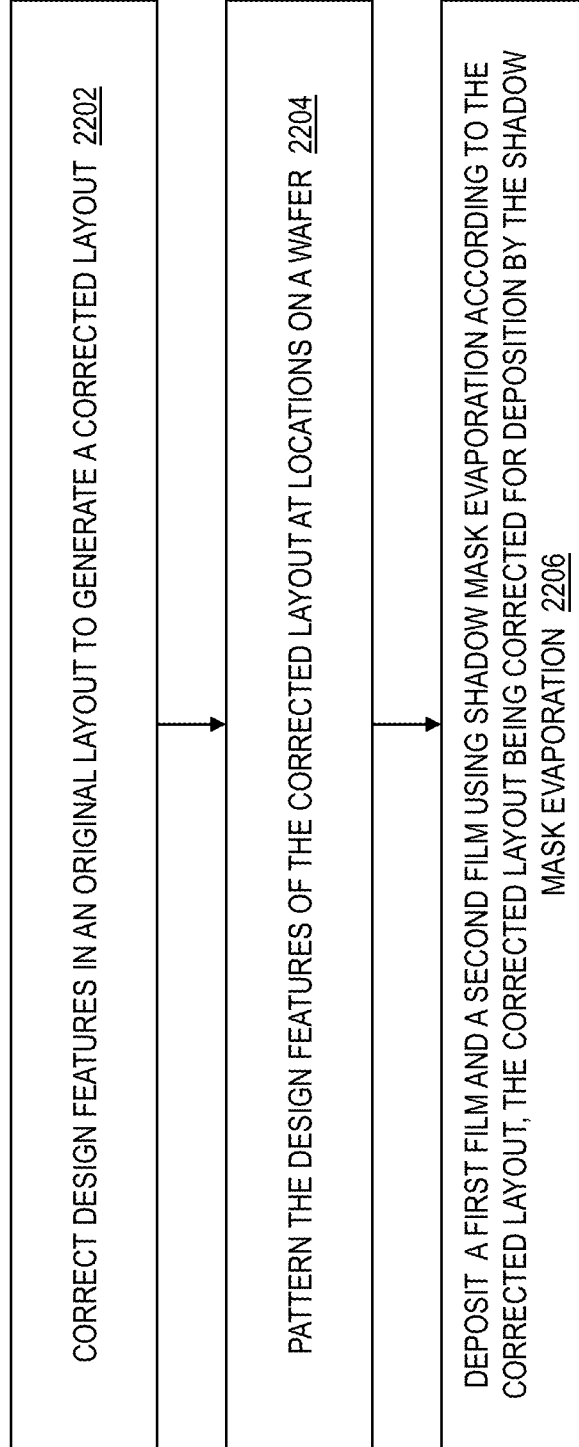 CORRECT DESIGN FEATURES IN AN ORIGINAL LAYOUT TO GENERATE A CORRECTED LAYOUT 2202
PATTERN THE DESIGN FEATURES OF THE CORRECTED LAYOUT AT LOCATIONS ON A WAFER 2204
DEPOSIT A FIRST FILM AND A SECOND FILM USING SHADOW MASK EVAPORATION ACCORDING TO THE
CORRECTED LAYOUT, THE CORRECTED LAYOUT BEING CORRECTED FOR DEPOSITION BY THE SHADOW
MASK EVAPORATION 2206